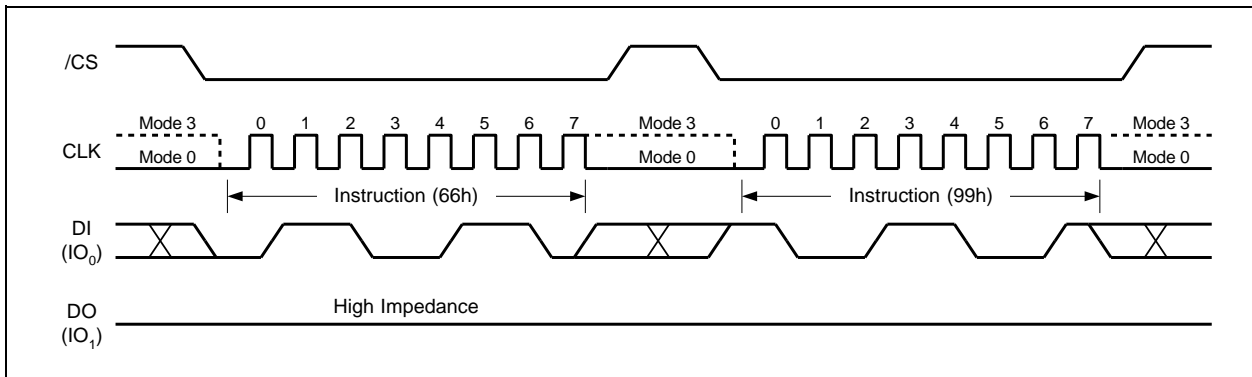 /CS
Mode 3 0 1 2 3 4 5 6 7 Mode 3 0 1 2 3 4 5 6 7 Mode 3
CLK Mode 0 Mode 0 Mode 0
Instruction (66h) Instruction (99h)
DI
(IO0)
High Impedance
DO
(IO1)